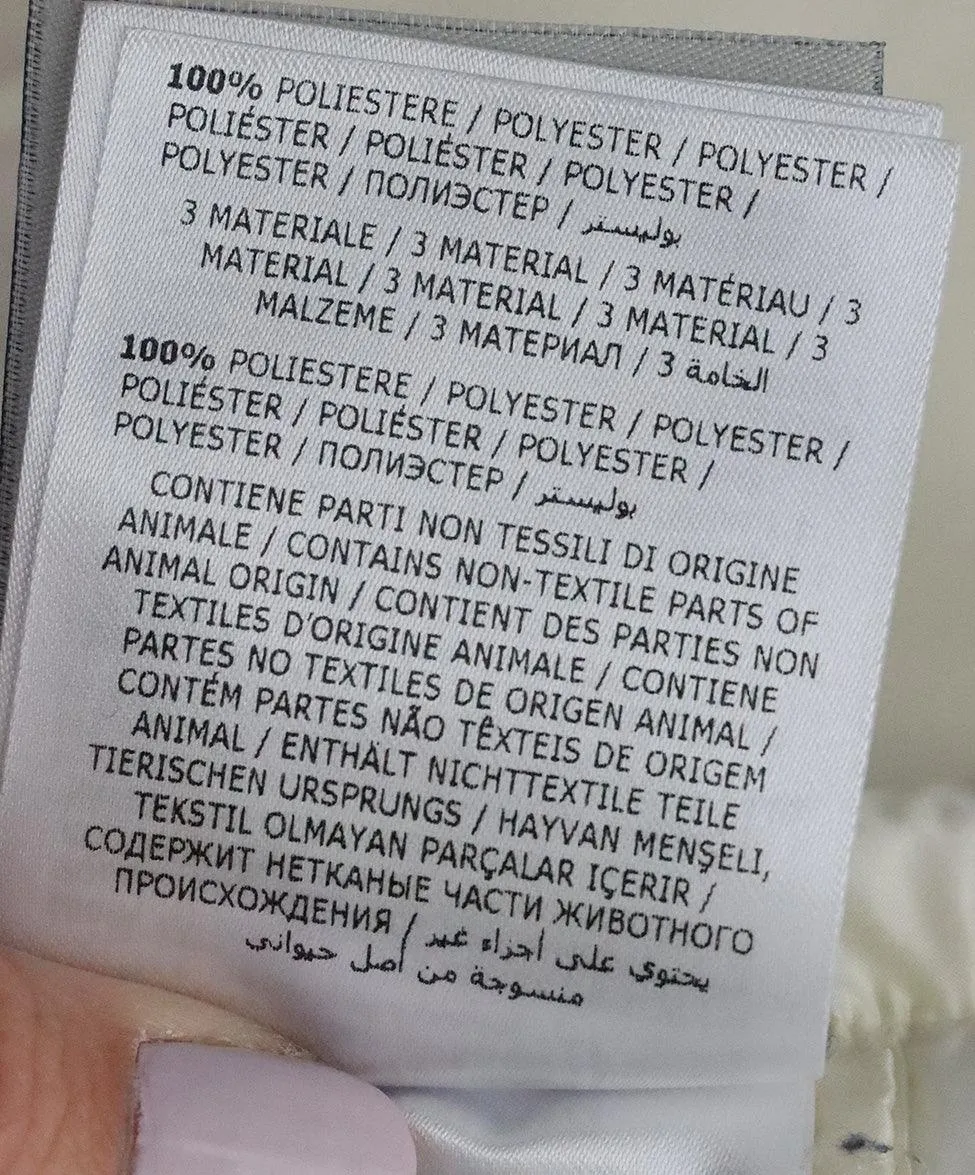 100% POLIESTERE / POLYESTER / POLYESTER /
POLIÉSTER / POLIÉSTER / POLYESTER /
POLYESTER / ПОЛИЭСТЕР / بوليستر
3 MATERIALE / 3 MATERIAL / 3 MATÉRIAU / 3
MATERIAL / 3 MATERIAL / 3 MATERIAL / 3
MALZEME / 3 МАТЕРИАЛ / 3 الخامة
100% POLIESTERE / POLYESTER / POLYESTER /
POLIÉSTER / POLIÉSTER / POLYESTER /
POLYESTER / ПОЛИЭСТЕР / بوليستر
CONTIENE PARTI NON TESSILI DI ORIGINE
ANIMALE / CONTAINS NON-TEXTILE PARTS OF
ANIMAL ORIGIN / CONTIENT DES PARTIES NON
TEXTILES D'ORIGINE ANIMALE / CONTIENE
PARTES NO TEXTILES DE ORIGEN ANIMAL /
CONTÉM PARTES NÃO TÊXTEIS DE ORIGEM
ANIMAL / ENTHÄLT NICHTTEXTILE TEILE
TIERISCHEN URSPRUNGS / HAYVAN MENŞELI,
TEKSTIL OLMAYAN PARÇALAR IÇERIR /
СОДЕРЖИТ НЕТКАНЫЕ ЧАСТИ ЖИВОТНОГО
ПРОИСХОЖДЕНИЯ / يحتوي على أجزاء غير
منسوجة من أصل حيواني